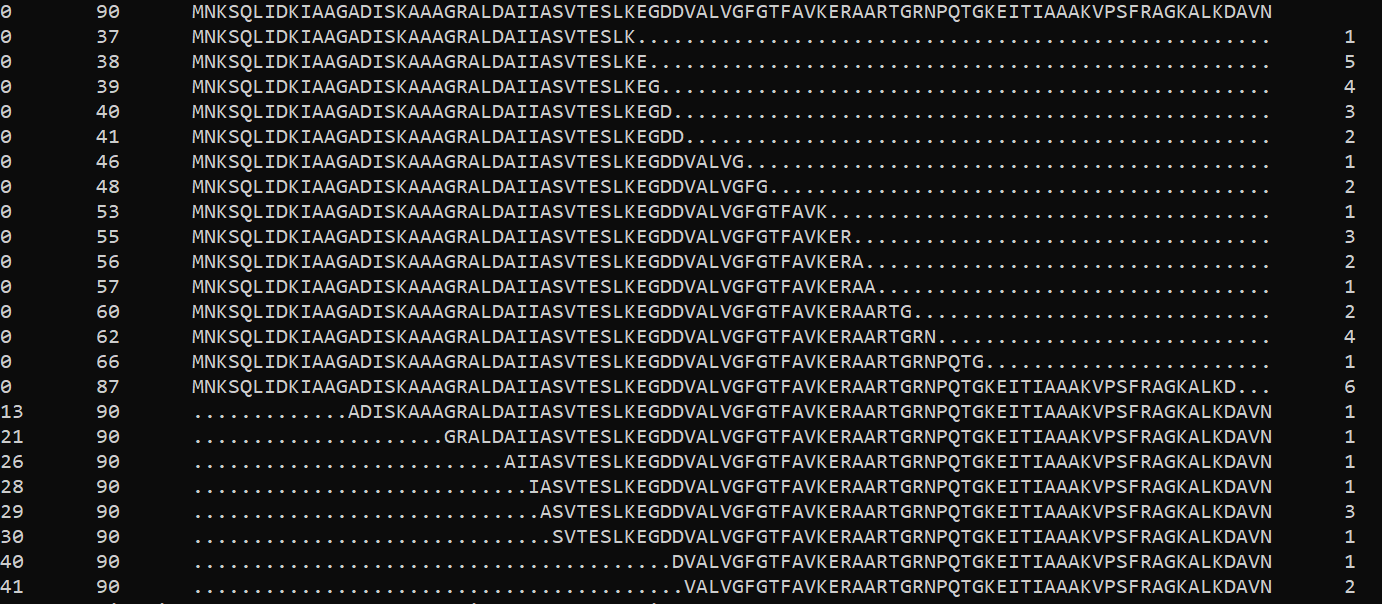 0 90 MNKSQLIDKIAAGADISKAAAGRALDAIIASVTESLKEGDDVALVGFGTFAVKERAARTGRNPQTGKEITIAAAKVPSFRAGKALKDAVN
0 37 MNKSQLIDKIAAGADISKAAAGRALDAIIASVTESLK..................................................... 1
0 38 MNKSQLIDKIAAGADISKAAAGRALDAIIASVTESLKE.................................................... 5
0 39 MNKSQLIDKIAAGADISKAAAGRALDAIIASVTESLKEG................................................... 4
0 40 MNKSQLIDKIAAGADISKAAAGRALDAIIASVTESLKEGD.................................................. 3
0 41 MNKSQLIDKIAAGADISKAAAGRALDAIIASVTESLKEGDD................................................. 2
0 46 MNKSQLIDKIAAGADISKAAAGRALDAIIASVTESLKEGDDVALVG............................................ 1
0 48 MNKSQLIDKIAAGADISKAAAGRALDAIIASVTESLKEGDDVALVGFG.......................................... 2
0 53 MNKSQLIDKIAAGADISKAAAGRALDAIIASVTESLKEGDDVALVGFGTFAVK..................................... 1
0 55 MNKSQLIDKIAAGADISKAAAGRALDAIIASVTESLKEGDDVALVGFGTFAVKER................................... 3
0 56 MNKSQLIDKIAAGADISKAAAGRALDAIIASVTESLKEGDDVALVGFGTFAVKERA.................................. 2
0 57 MNKSQLIDKIAAGADISKAAAGRALDAIIASVTESLKEGDDVALVGFGTFAVKERAA................................. 1
0 60 MNKSQLIDKIAAGADISKAAAGRALDAIIASVTESLKEGDDVALVGFGTFAVKERAARTG.............................. 2
0 62 MNKSQLIDKIAAGADISKAAAGRALDAIIASVTESLKEGDDVALVGFGTFAVKERAARTGRN............................ 4
0 66 MNKSQLIDKIAAGADISKAAAGRALDAIIASVTESLKEGDDVALVGFGTFAVKERAARTGRNPQTG........................ 1
0 87 MNKSQLIDKIAAGADISKAAAGRALDAIIASVTESLKEGDDVALVGFGTFAVKERAARTGRNPQTGKEITIAAAKVPSFRAGKALKD... 6
13 90 .............ADISKAAAGRALDAIIASVTESLKEGDDVALVGFGTFAVKERAARTGRNPQTGKEITIAAAKVPSFRAGKALKDAVN 1
21 90 .....................GRALDAIIASVTESLKEGDDVALVGFGTFAVKERAARTGRNPQTGKEITIAAAKVPSFRAGKALKDAVN 1
26 90 ..........................AIIASVTESLKEGDDVALVGFGTFAVKERAARTGRNPQTGKEITIAAAKVPSFRAGKALKDAVN 1
28 90 ............................IASVTESLKEGDDVALVGFGTFAVKERAARTGRNPQTGKEITIAAAKVPSFRAGKALKDAVN 1
29 90 .............................ASVTESLKEGDDVALVGFGTFAVKERAARTGRNPQTGKEITIAAAKVPSFRAGKALKDAVN 3
30 90 ..............................SVTESLKEGDDVALVGFGTFAVKERAARTGRNPQTGKEITIAAAKVPSFRAGKALKDAVN 1
40 90 ........................................DVALVGFGTFAVKERAARTGRNPQTGKEITIAAAKVPSFRAGKALKDAVN 1
41 90 .........................................VALVGFGTFAVKERAARTGRNPQTGKEITIAAAKVPSFRAGKALKDAVN 2